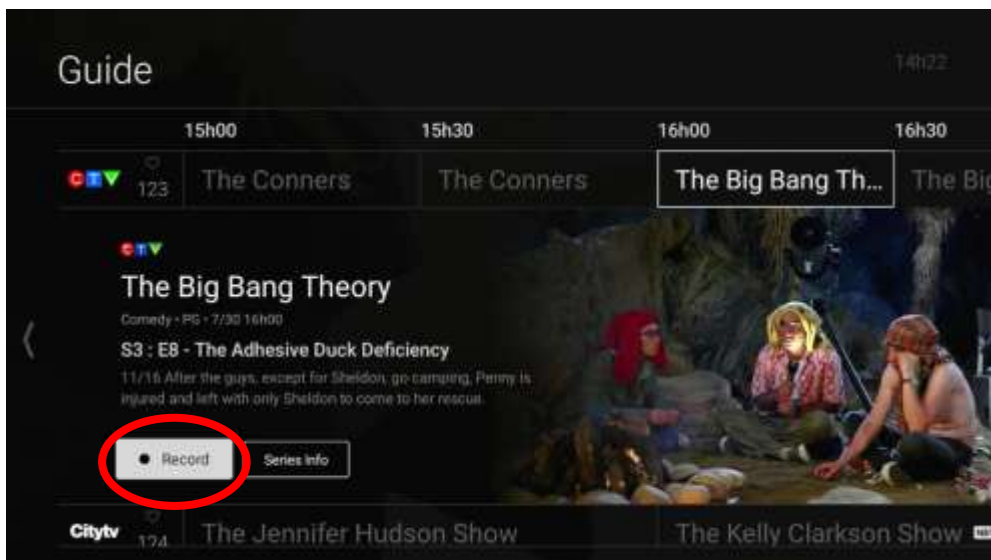 Guide
14h22
15h00 15h30 16h00 16h30
CTV 123 The Conners The Conners The Big Bang Th... The Big
CTV
The Big Bang Theory
Comedy • PG • 7/30 16h00
S3 : E8 - The Adhesive Duck Deficiency
11/16 After the guys, except for Sheldon, go camping, Penny is
injured and left with only Sheldon to come to her rescue.
● Record Series Info
Citytv 124 The Jennifer Hudson Show The Kelly Clarkson Show